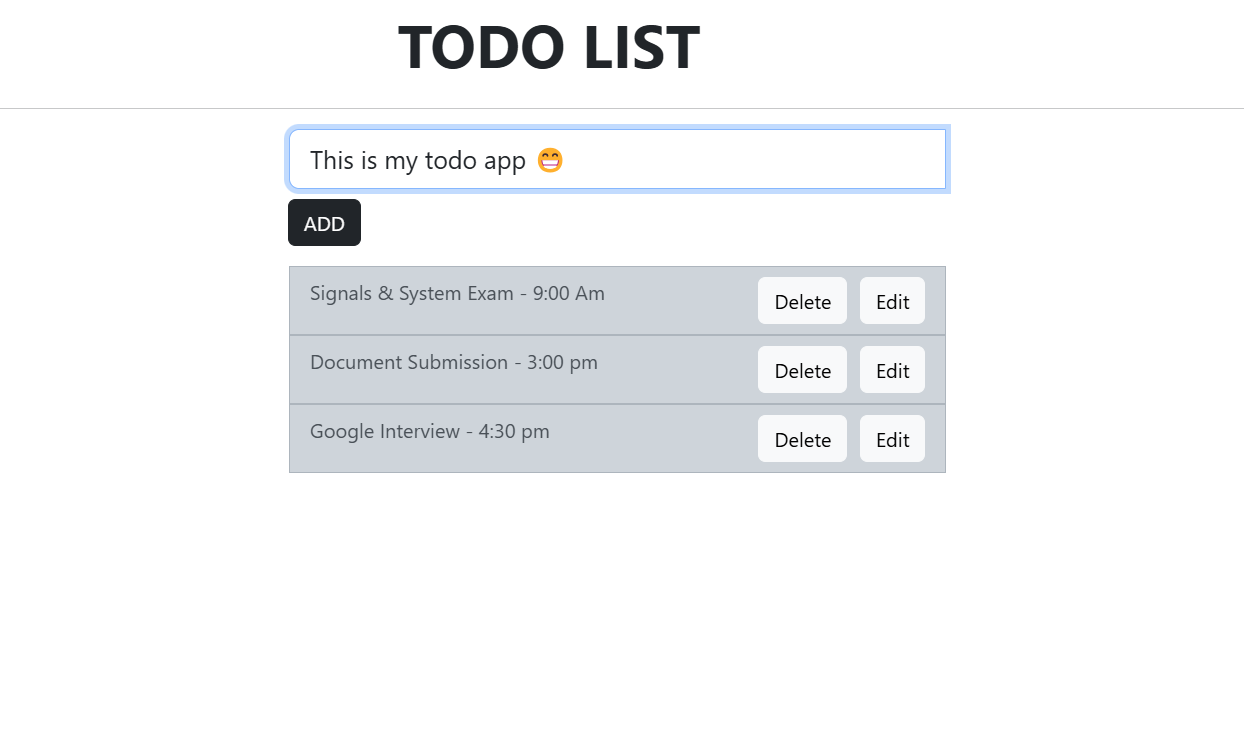 TODO LIST
This is my todo app 😁
ADD
Signals & System Exam - 9:00 Am Delete Edit
Document Submission - 3:00 pm Delete Edit
Google Interview - 4:30 pm Delete Edit